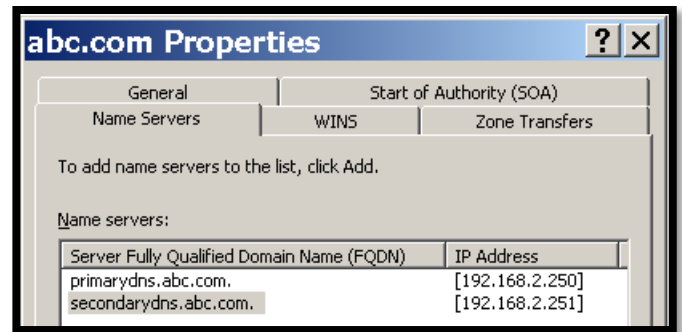 abc.com Properties
? X
General Start of Authority (SOA)
Name Servers WINS Zone Transfers
To add name servers to the list, click Add.
Name servers:
Server Fully Qualified Domain Name (FQDN) IP Address
primarydns.abc.com. [192.168.2.250]
secondarydns.abc.com. [192.168.2.251]